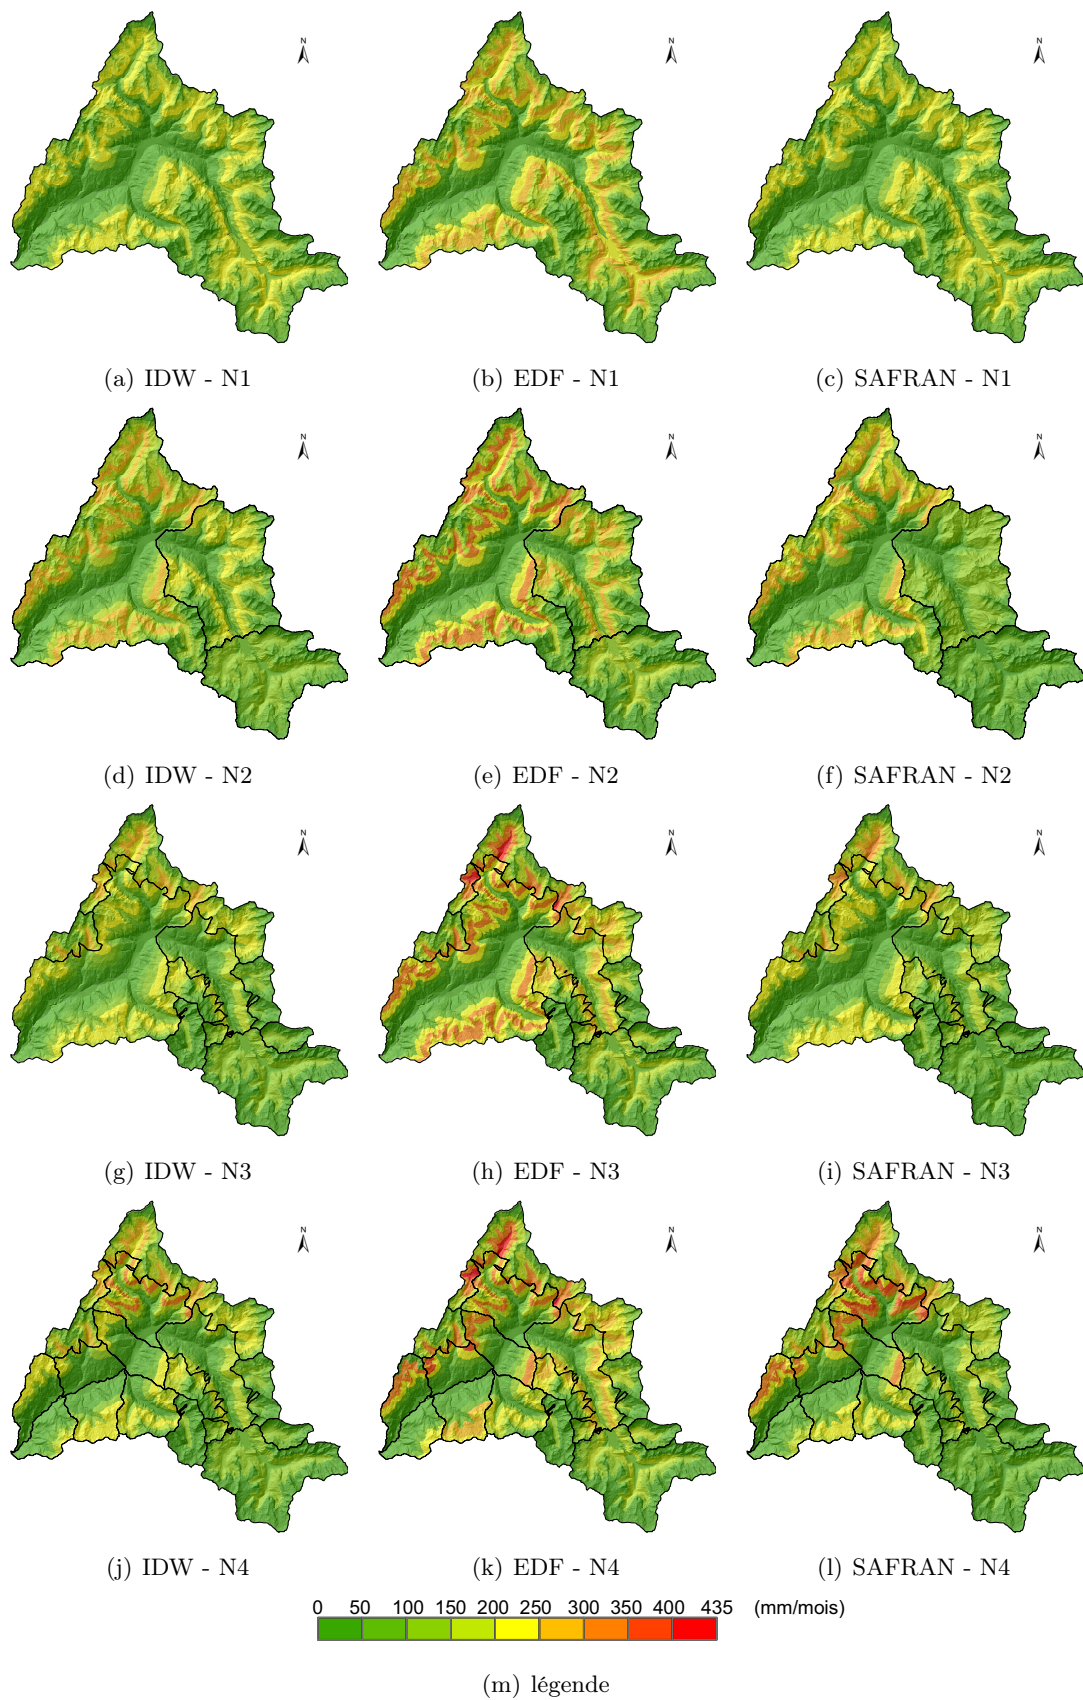 N N N
(a) IDW - N1 (b) EDF - N1 (c) SAFRAN - N1
N N N
(d) IDW - N2 (e) EDF - N2 (f) SAFRAN - N2
N N N
(g) IDW - N3 (h) EDF - N3 (i) SAFRAN - N3
N N N
(j) IDW - N4 (k) EDF - N4 (l) SAFRAN - N4
0 50 100 150 200 250 300 350 400 435 (mm/mois)
(m) légende